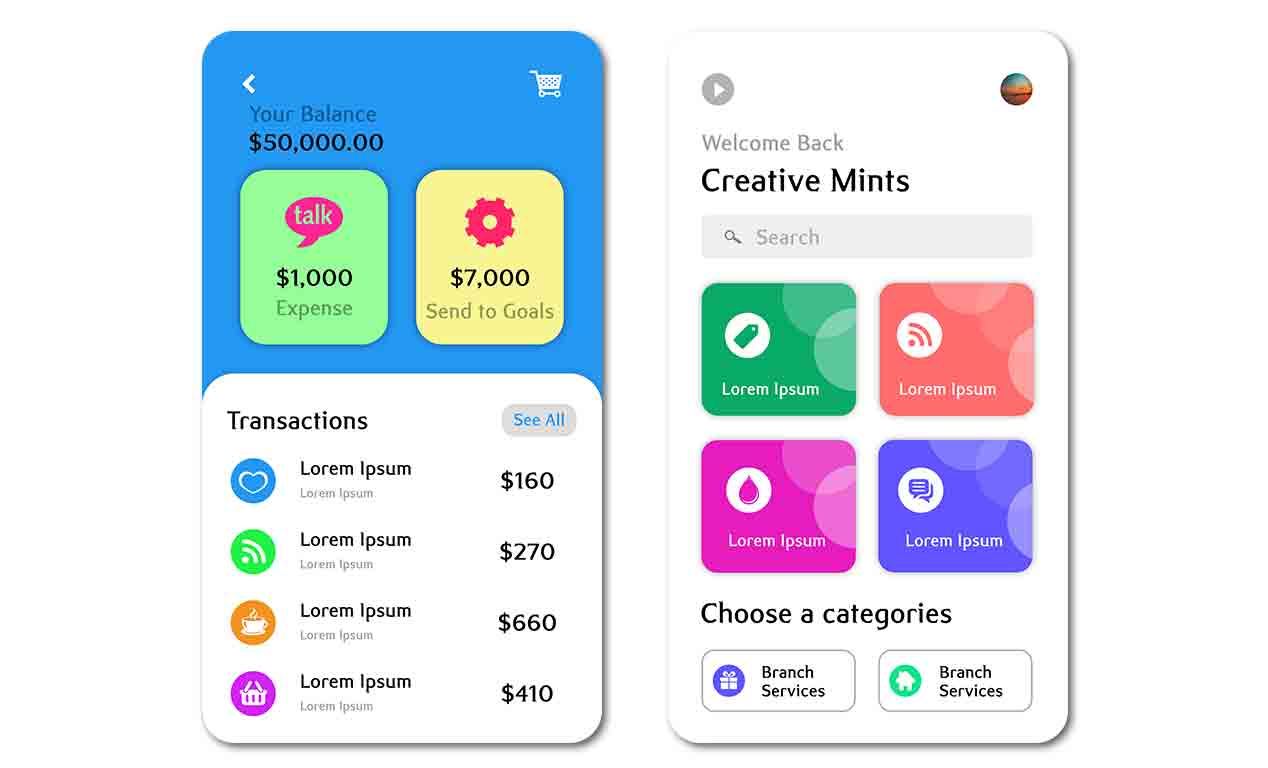 Your Balance
$50,000.00
talk
$1,000
Expense
$7,000
Send to Goals
Transactions
See All
Lorem Ipsum
Lorem Ipsum
$160
Lorem Ipsum
Lorem Ipsum
$270
Lorem Ipsum
Lorem Ipsum
$660
Lorem Ipsum
Lorem Ipsum
$410
Welcome Back
Creative Mints
Search
Lorem Ipsum
Lorem Ipsum
Lorem Ipsum
Lorem Ipsum
Choose a categories
Branch
Services
Branch
Services